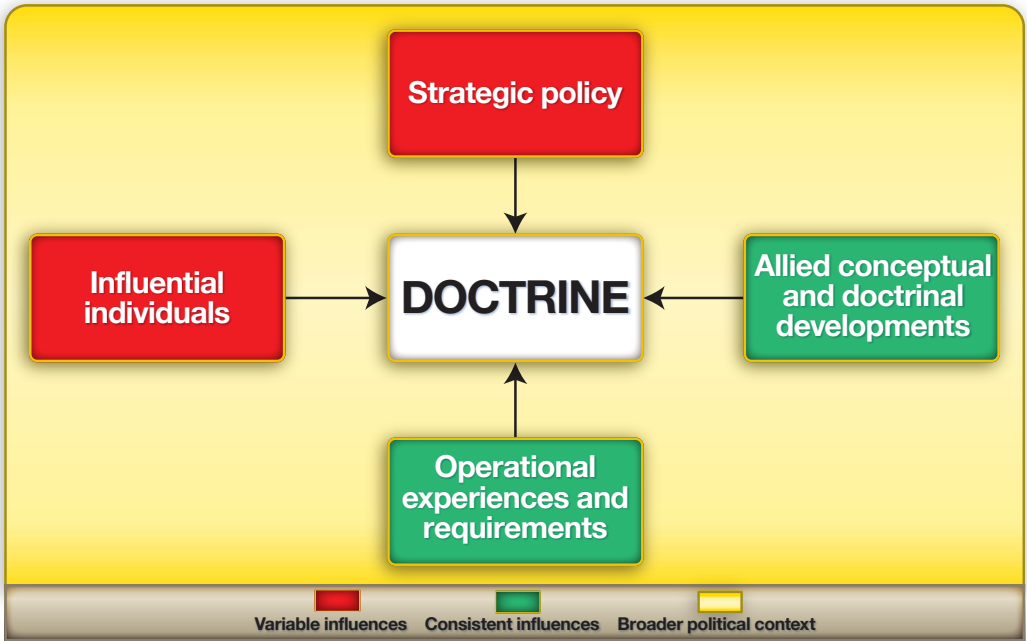 Strategic policy
Influential
individuals
DOCTRINE
Allied conceptual
and doctrinal
developments
Operational
experiences and
requirements
Variable influences
Consistent influences
Broader political context